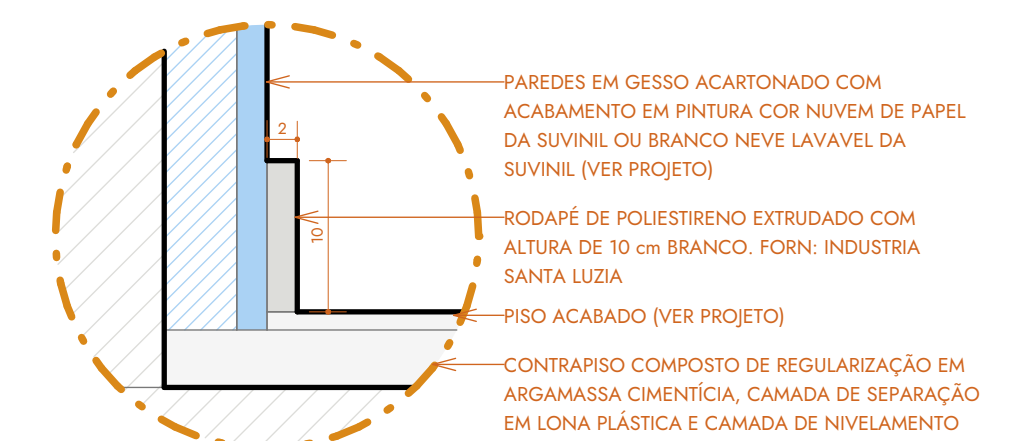 PAREDES EM GESSO ACARTONADO COM
ACABAMENTO EM PINTURA COR NUVEM DE PAPEL
DA SUVINIL OU BRANCO NEVE LAVAVEL DA
SUVINIL (VER PROJETO)
2
10
RODAPÉ DE POLIESTIRENO EXTRUDADO COM
ALTURA DE 10 cm BRANCO. FORN: INDUSTRIA
SANTA LUZIA
PISO ACABADO (VER PROJETO)
CONTRAPISO COMPOSTO DE REGULARIZAÇÃO EM
ARGAMASSA CIMENTÍCIA, CAMADA DE SEPARAÇÃO
EM LONA PLÁSTICA E CAMADA DE NIVELAMENTO